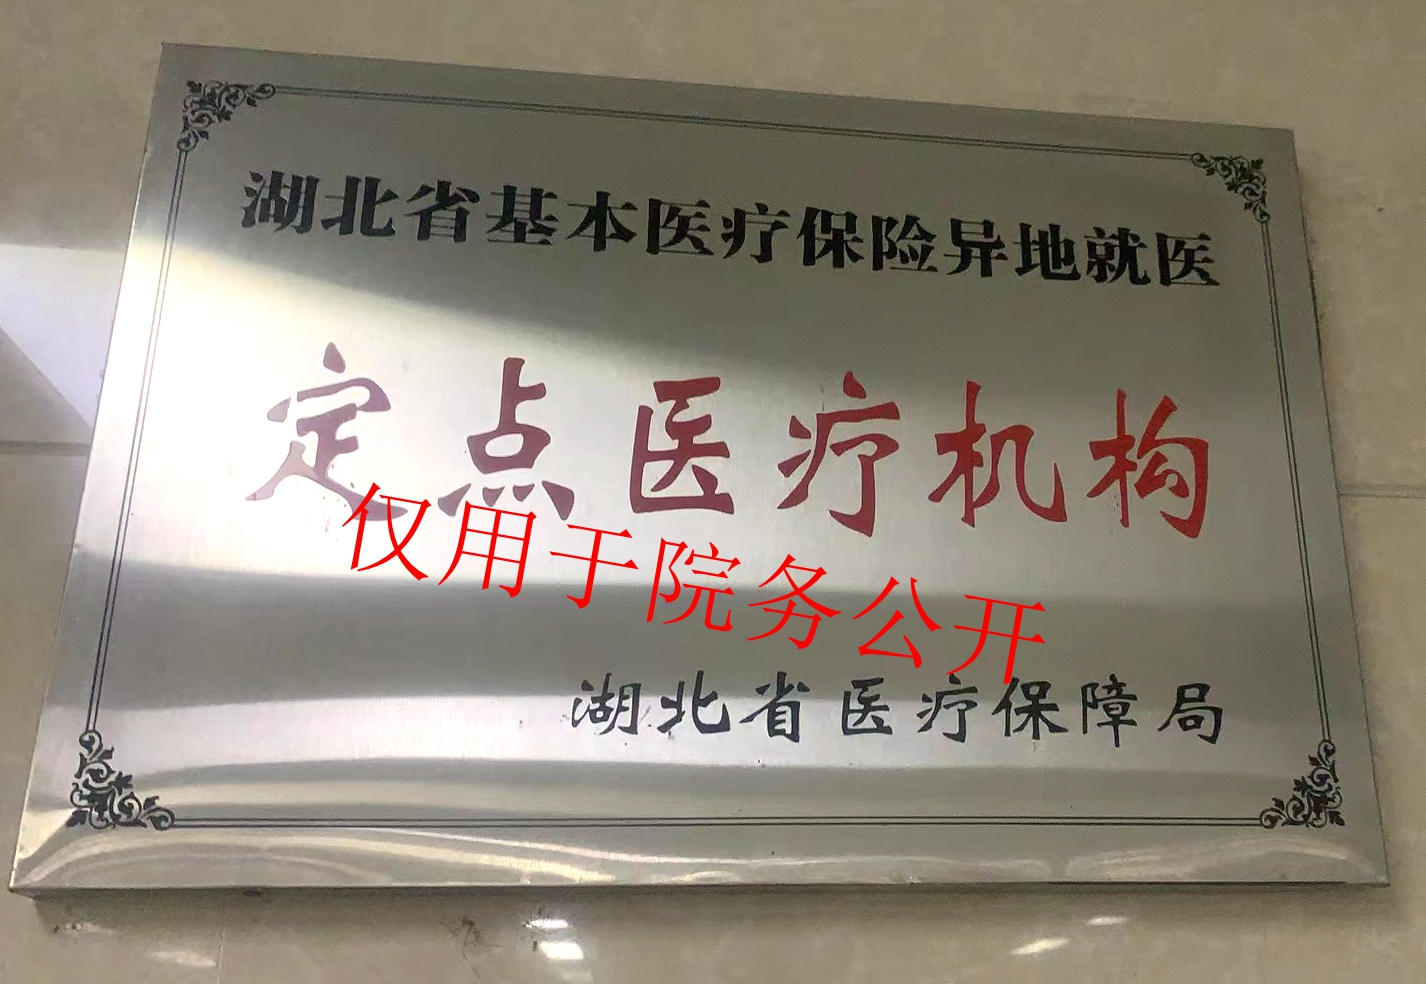 湖北省基本医疗保险异地就医
定点医疗机构
仅用于院务公开
湖北省医疗保障局